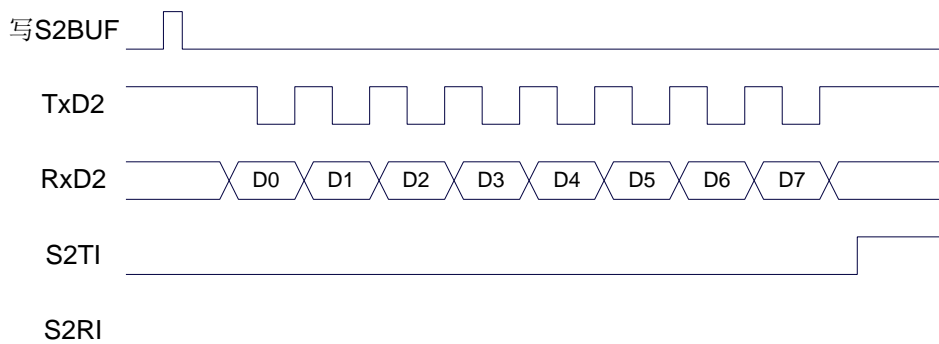 写S2BUF
TxD2
RxD2 D0 D1 D2 D3 D4 D5 D6 D7
S2TI
S2RI